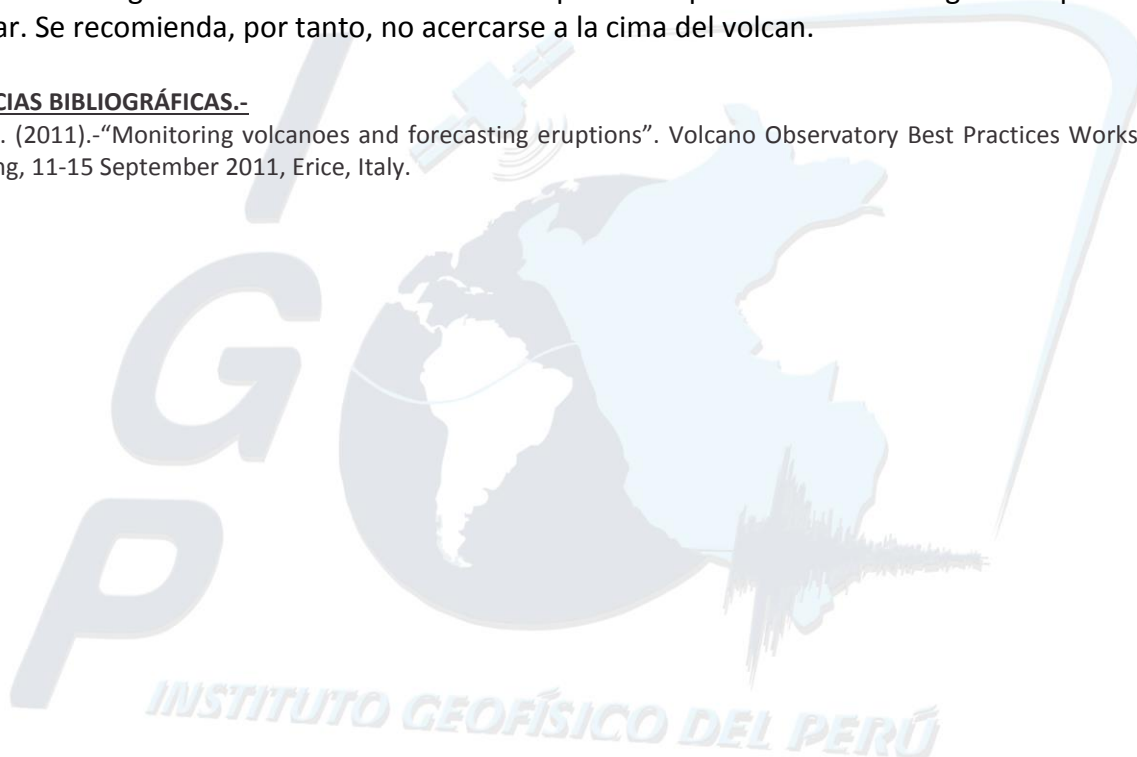 ar. Se recomienda, por tanto, no acercarse a la cima del volcan.
CIAS BIBLIOGRÁFICAS.-
. (2011).-“Monitoring volcanoes and forecasting eruptions”. Volcano Observatory Best Practices Works
ng, 11-15 September 2011, Erice, Italy.
I
G
P
INSTITUTO GEOFÍSICO DEL PERÚ